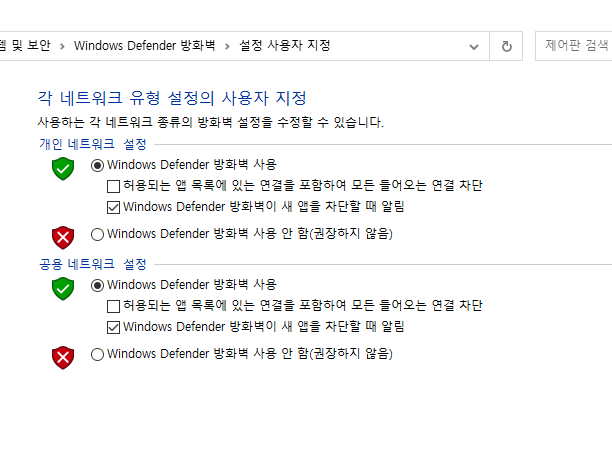 템 및 보안 › Windows Defender 방화벽 › 설정 사용자 지정
제어판 검색
각 네트워크 유형 설정의 사용자 지정
사용하는 각 네트워크 종류의 방화벽 설정을 수정할 수 있습니다.
개인 네트워크 설정
Windows Defender 방화벽 사용
허용되는 앱 목록에 있는 연결을 포함하여 모든 들어오는 연결 차단
Windows Defender 방화벽이 새 앱을 차단할 때 알림
Windows Defender 방화벽 사용 안 함(권장하지 않음)
공용 네트워크 설정
Windows Defender 방화벽 사용
허용되는 앱 목록에 있는 연결을 포함하여 모든 들어오는 연결 차단
Windows Defender 방화벽이 새 앱을 차단할 때 알림
Windows Defender 방화벽 사용 안 함(권장하지 않음)